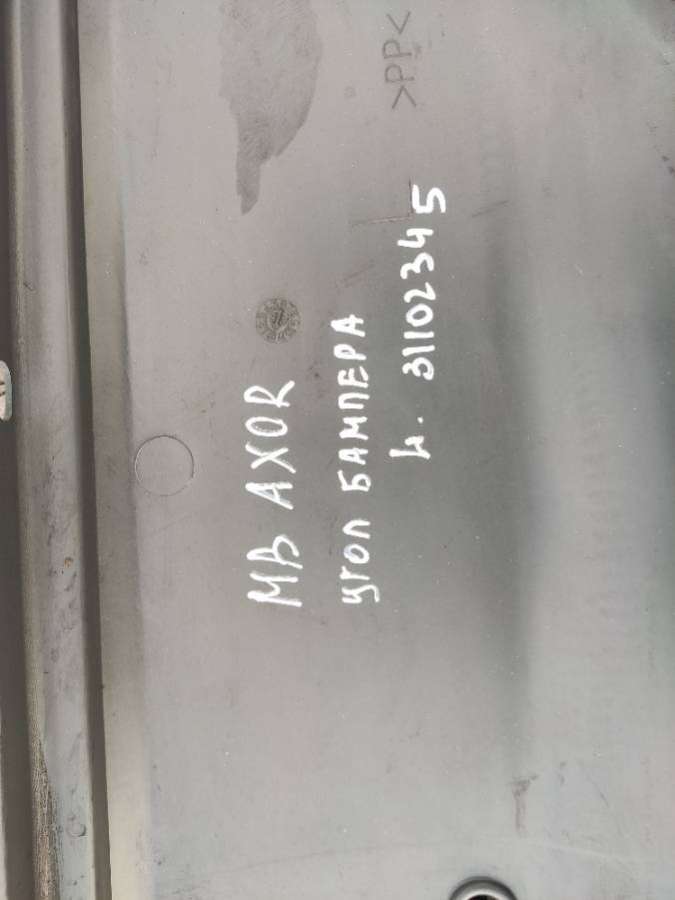 >PP<
MB AXOR
УГОЛ БАМПЕРА
н. 31102345